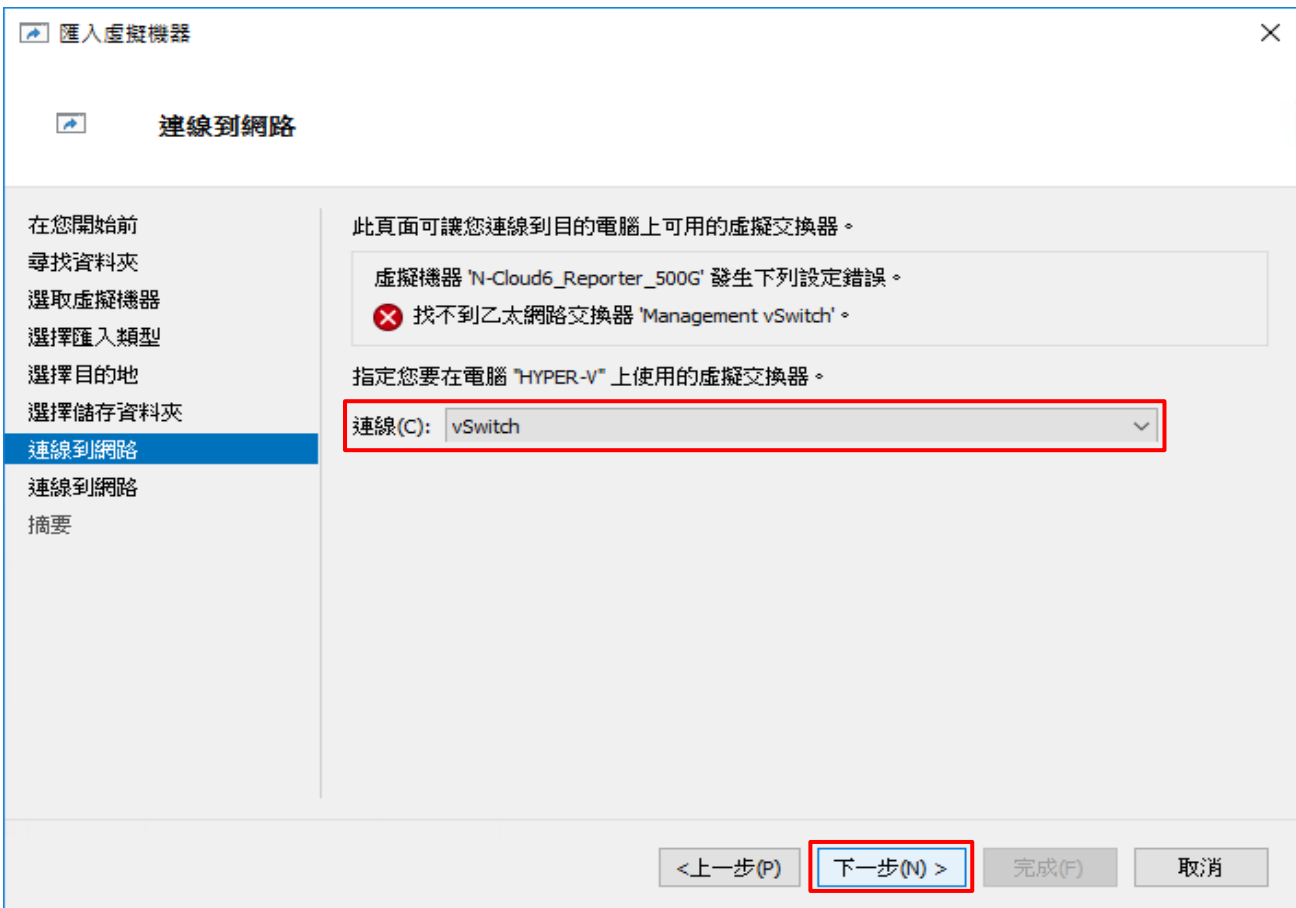 匯入虛擬機器
連線到網路
在您開始前
尋找資料夾
選取虛擬機器
選擇匯入類型
選擇目的地
選擇儲存資料夾
連線到網路
連線到網路
摘要
此頁面可讓您連線到目的電腦上可用的虛擬交換器。
虛擬機器 'N-Cloud6_Reporter_500G' 發生下列設定錯誤。
找不到乙太網路交換器 'Management vSwitch'。
指定您要在電腦 "HYPER-V" 上使用的虛擬交換器。
連線(C): vSwitch
<上一步(P) 下一步(N) > 完成(F) 取消